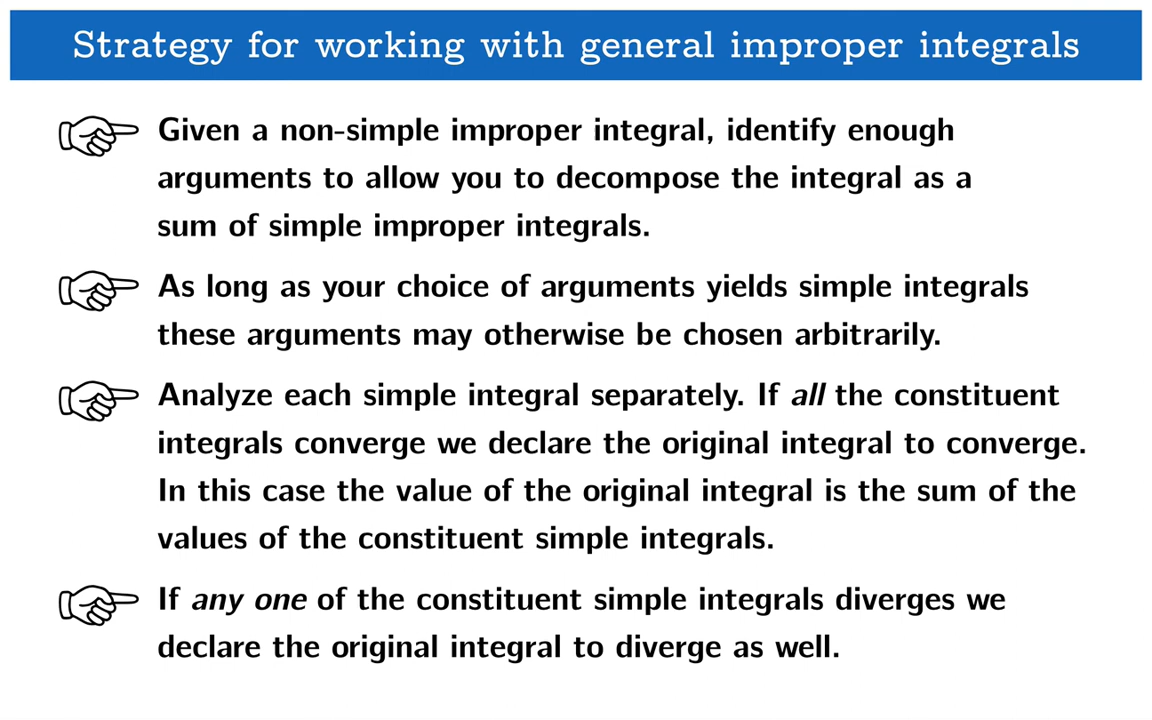 Strategy for working with general improper integrals
Given a non-simple improper integral, identify enough
arguments to allow you to decompose the integral as a
sum of simple improper integrals.
As long as your choice of arguments yields simple integrals
these arguments may otherwise be chosen arbitrarily.
Analyze each simple integral separately. If all the constituent
integrals converge we declare the original integral to converge.
In this case the value of the original integral is the sum of the
values of the constituent simple integrals.
If any one of the constituent simple integrals diverges we
declare the original integral to diverge as well.